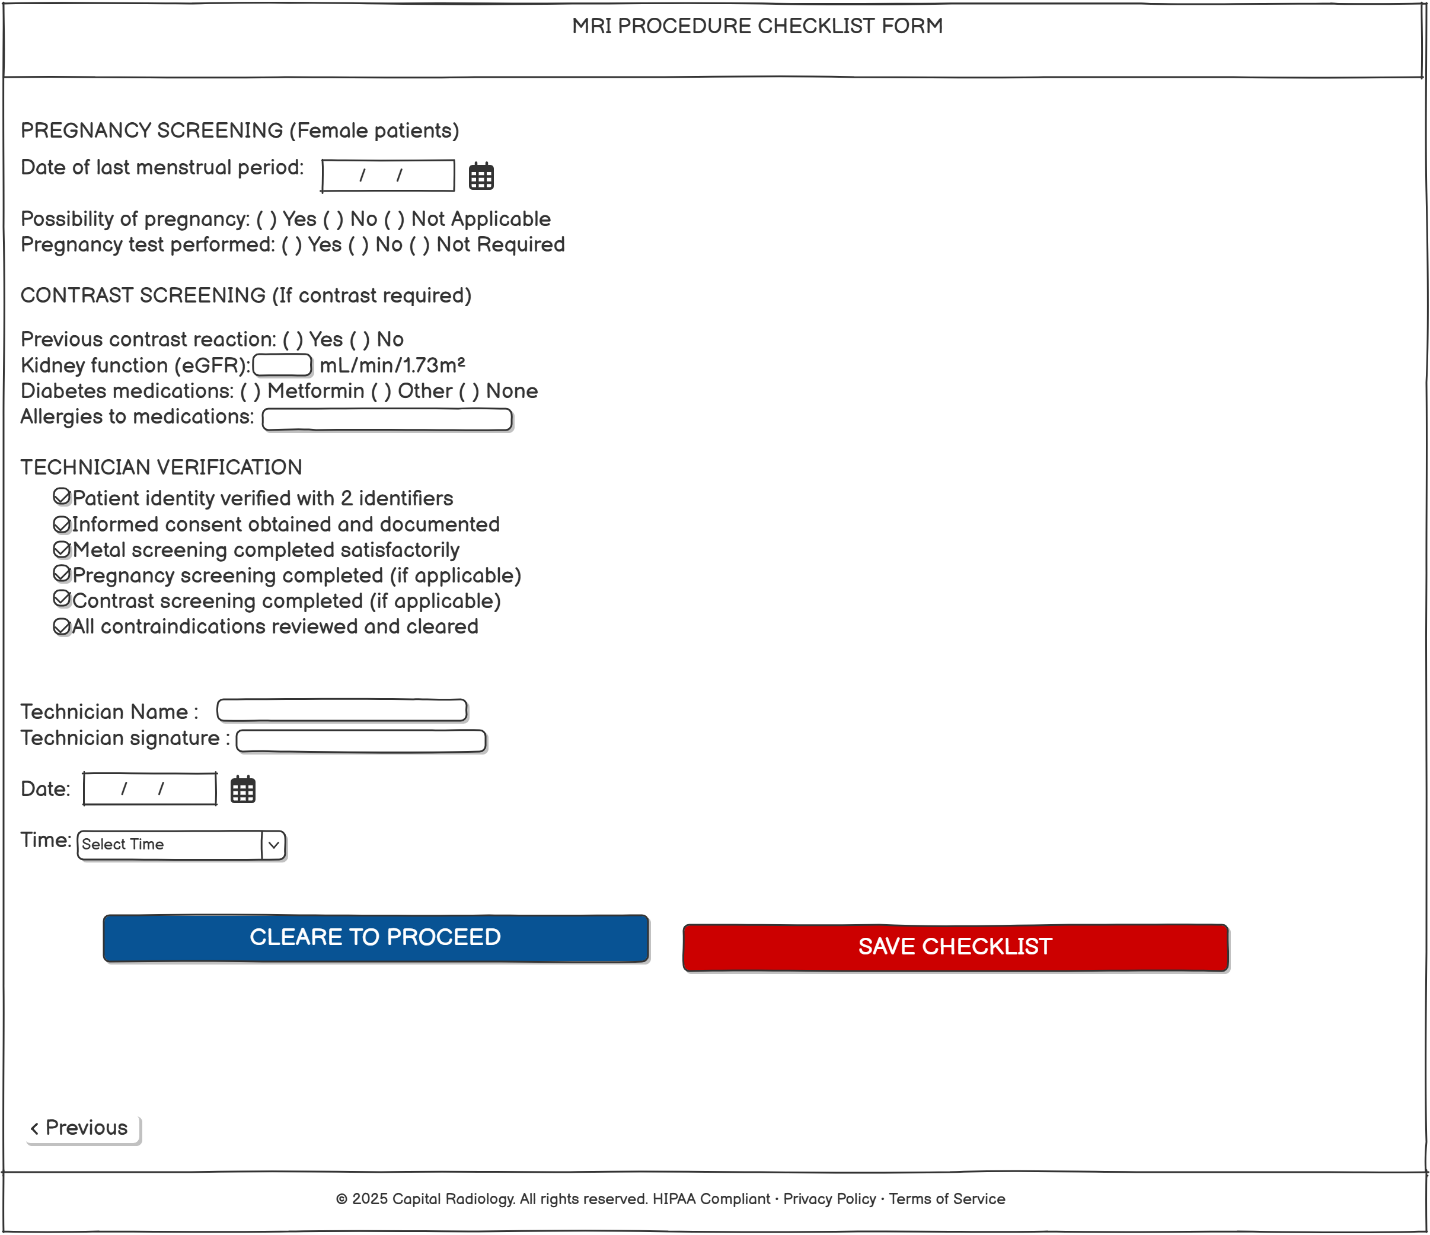 MRI PROCEDURE CHECKLIST FORM
PREGNANCY SCREENING (Female patients)
Date of last menstrual period: / /
Possibility of pregnancy: ( ) Yes ( ) No ( ) Not Applicable
Pregnancy test performed: ( ) Yes ( ) No ( ) Not Required
CONTRAST SCREENING (If contrast required)
Previous contrast reaction: ( ) Yes ( ) No
Kidney function (eGFR): mL/min/1.73m²
Diabetes medications: ( ) Metformin ( ) Other ( ) None
Allergies to medications:
TECHNICIAN VERIFICATION
Patient identity verified with 2 identifiers
Informed consent obtained and documented
Metal screening completed satisfactorily
Pregnancy screening completed (if applicable)
Contrast screening completed (if applicable)
All contraindications reviewed and cleared
Technician Name :
Technician signature :
Date: / /
Time: Select Time
CLEARE TO PROCEED
SAVE CHECKLIST
‹ Previous
© 2025 Capital Radiology. All rights reserved. HIPAA Compliant · Privacy Policy · Terms of Service